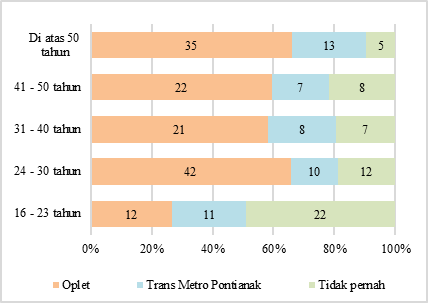 Di atas 50
tahun
35 13 5
41 - 50 tahun 22 7 8
31 - 40 tahun 21 8 7
24 - 30 tahun 42 10 12
16 - 23 tahun 12 11 22
0% 20% 40% 60% 80% 100%
Oplet Trans Metro Pontianak Tidak pernah